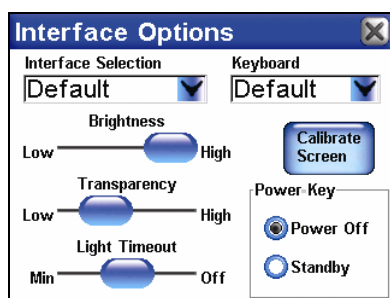 Interface Options
Interface Selection
Keyboard
Default
Default
Brightness
Low
High
Calibrate
Screen
Transparency
Low
High
Power Key
Power Off
Light Timeout
Min
Off
Standby